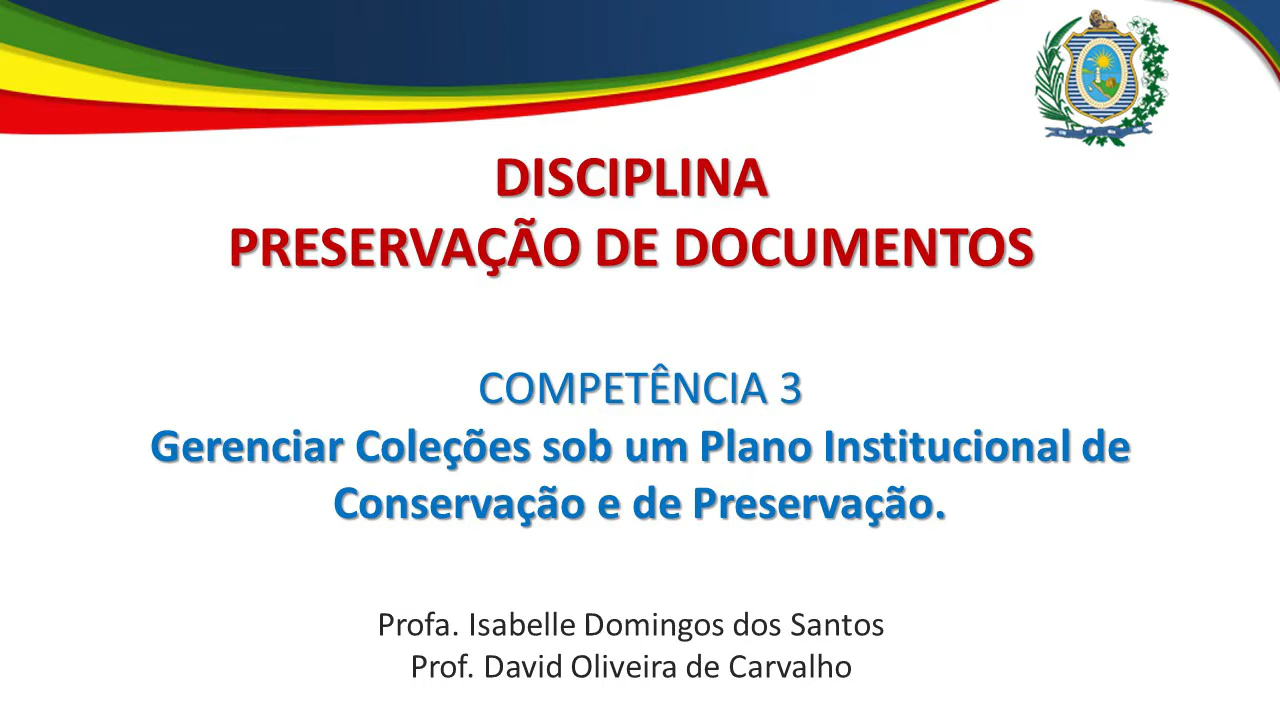 DISCIPLINA
PRESERVAÇÃO DE DOCUMENTOS
COMPETÊNCIA 3
Gerenciar Coleções sob um Plano Institucional de
Conservação e de Preservação.
Profa. Isabelle Domingos dos Santos
Prof. David Oliveira de Carvalho